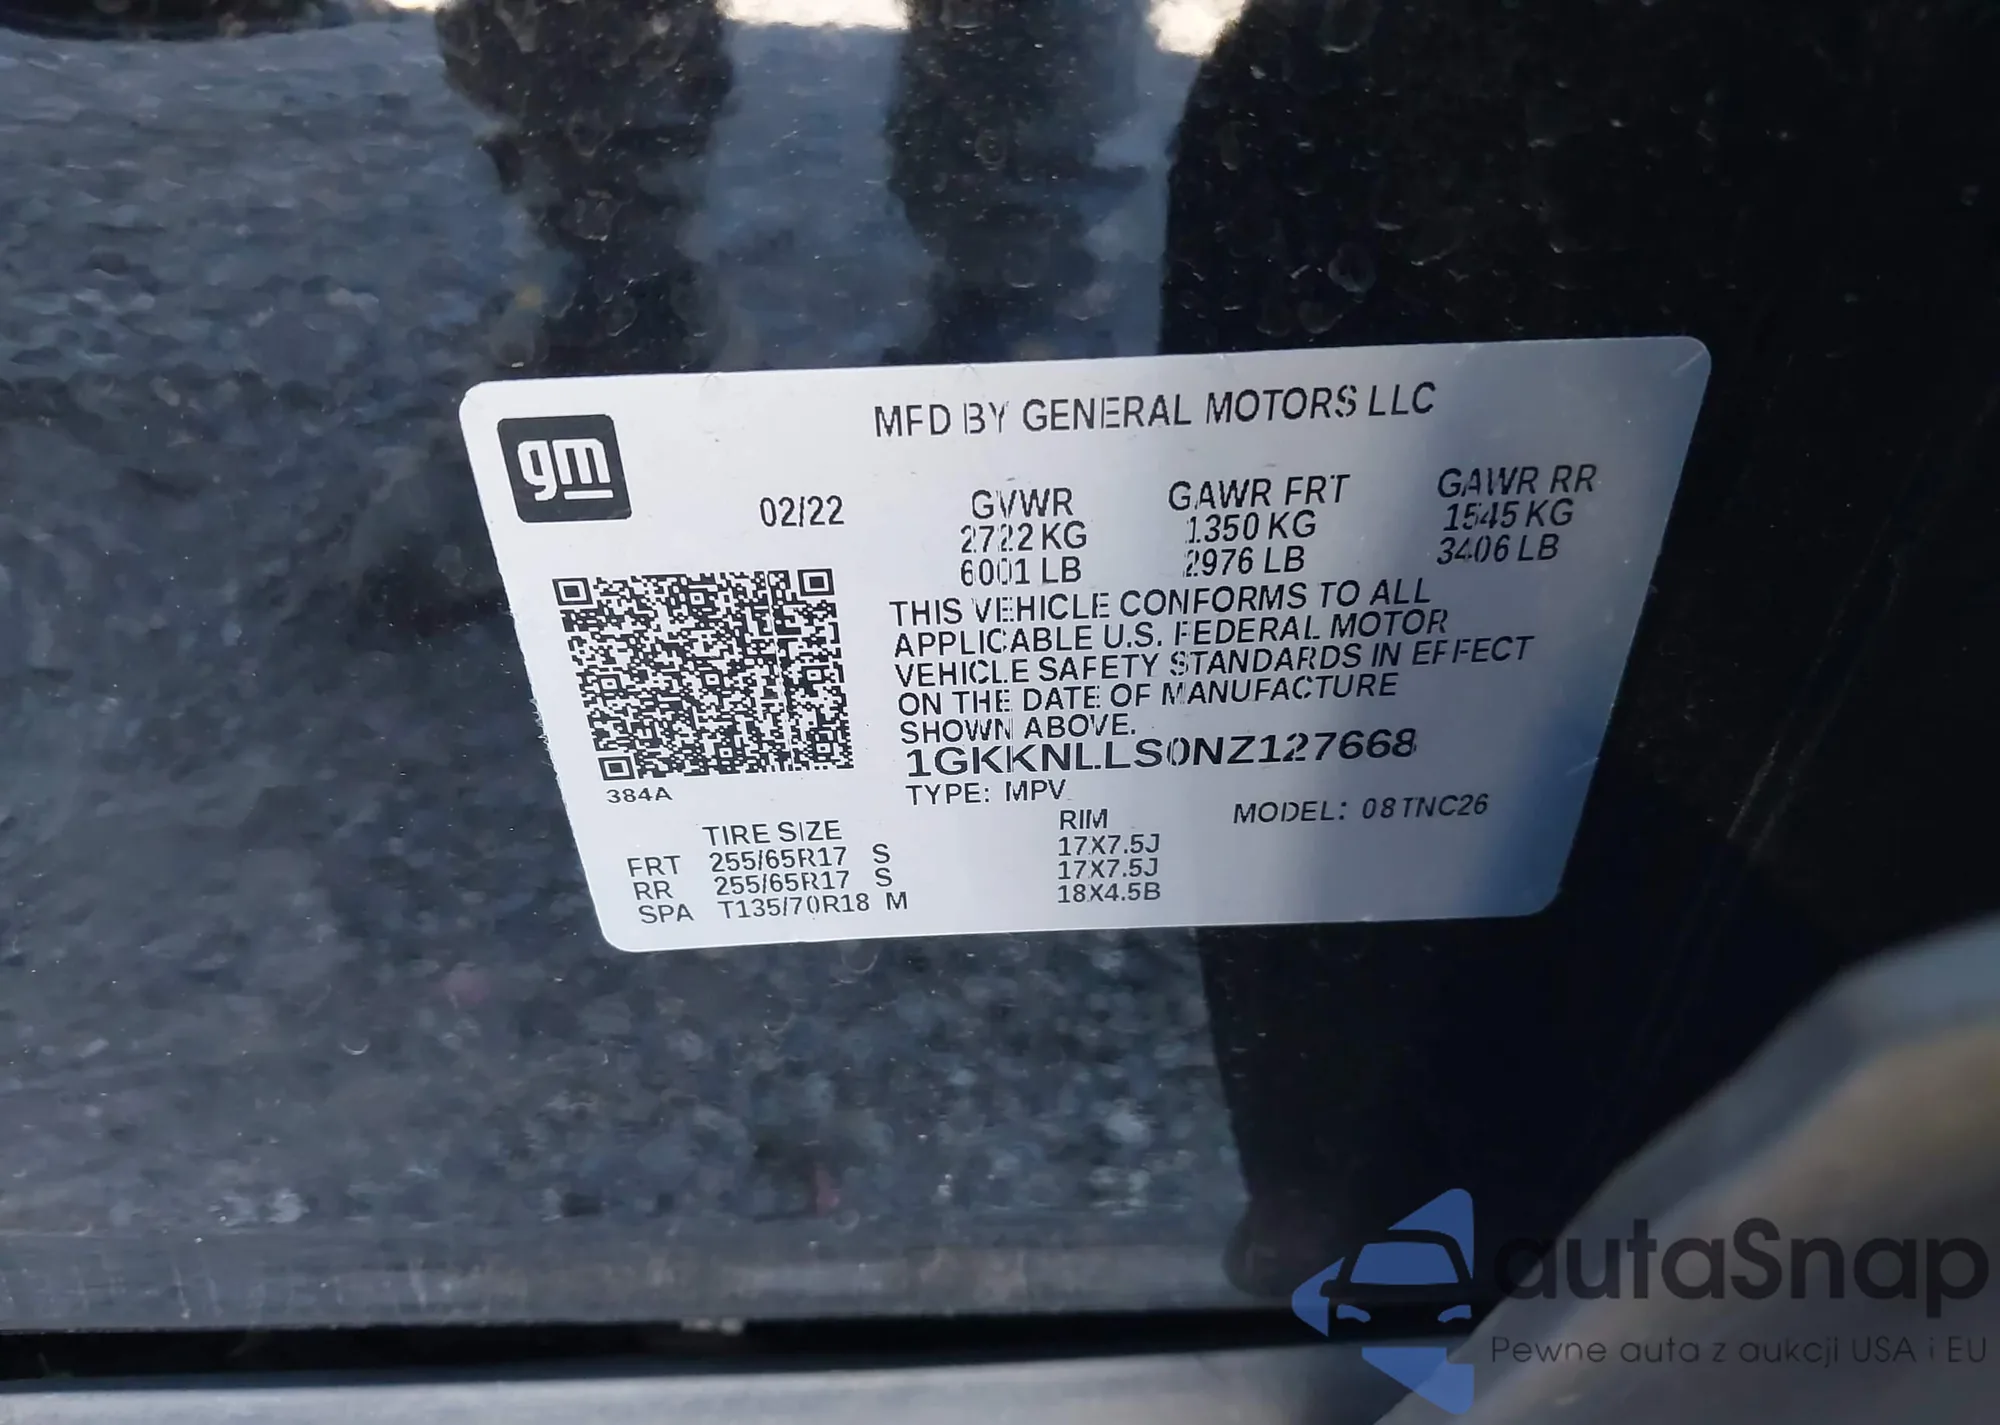 gm
MFD BY GENERAL MOTORS LLC
02/22 GVWR GAWR FRT GAWR RR
2722 KG 1350 KG 1545 KG
6001 LB 2976 LB 3406 LB
THIS VEHICLE CONFORMS TO ALL
APPLICABLE U.S. FEDERAL MOTOR
VEHICLE SAFETY STANDARDS IN EFFECT
ON THE DATE OF MANUFACTURE
SHOWN ABOVE.
1GKKNLLS0NZ127668
384A TYPE: MPV MODEL: 08TNC26
TIRE SIZE RIM
FRT 255/65R17 S 17X7.5J
RR 255/65R17 S 17X7.5J
SPA T135/70R18 M 18X4.5B
autaSnap
Pewne auta z aukcji USA i EU